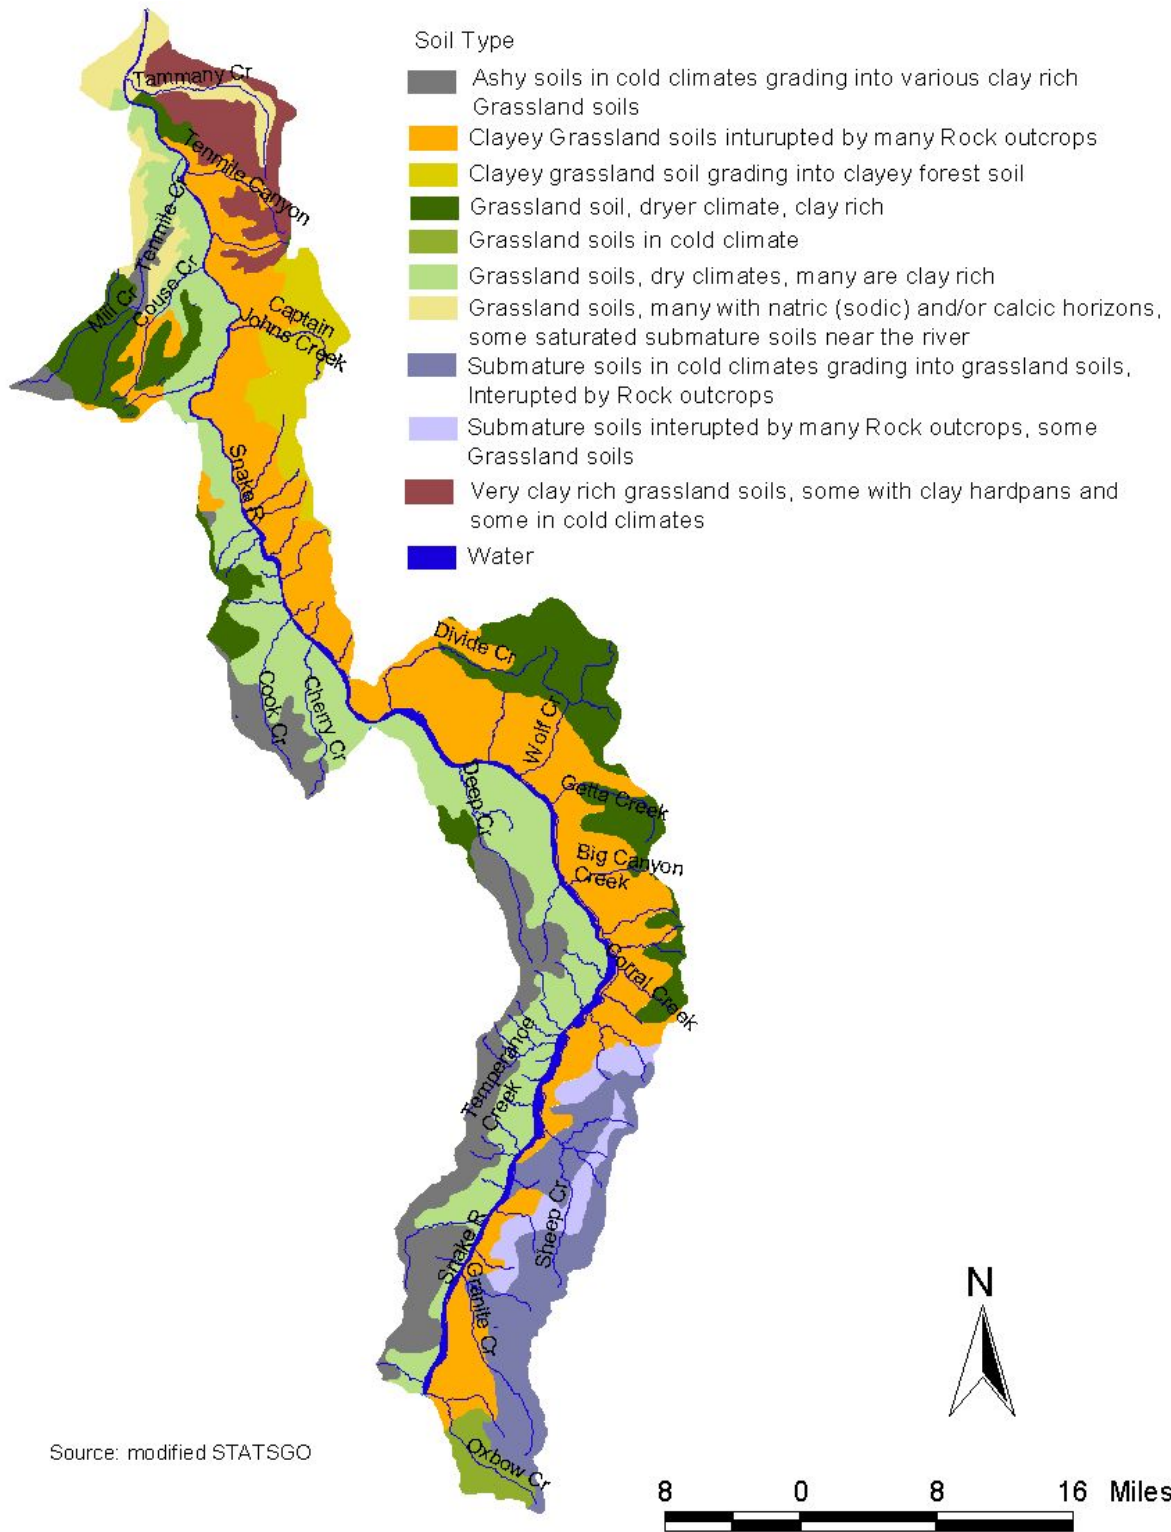 Soil Type
Ashy soils in cold climates grading into various clay rich
Grassland soils
Clayey Grassland soils inturupted by many Rock outcrops
Clayey grassland soil grading into clayey forest soil
Grassland soil, dryer climate, clay rich
Grassland soils in cold climate
Grassland soils, dry climates, many are clay rich
Grassland soils, many with natric (sodic) and/or calcic horizons,
some saturated submature soils near the river
Submature soils in cold climates grading into grassland soils,
Interupted by Rock outcrops
Submature soils interupted by many Rock outcrops, some
Grassland soils
Very clay rich grassland soils, some with clay hardpans and
some in cold climates
Water
Tammany Cr
Tenmile Canyon
Tenmile Cr
Couse Cr
Mill Cr
Captain
Johns Creek
Snake R
Divide Cr
Cook Cr
Cherry Cr
Wolf Cr
Deep Cr
Getta Creek
Big Canyon
Creek
Corral Creek
Temperance
Creek
Sheep Cr
Snake R
Granite Cr
Oxbow Cr
N
Source: modified STATSGO
8 0 8 16 Miles